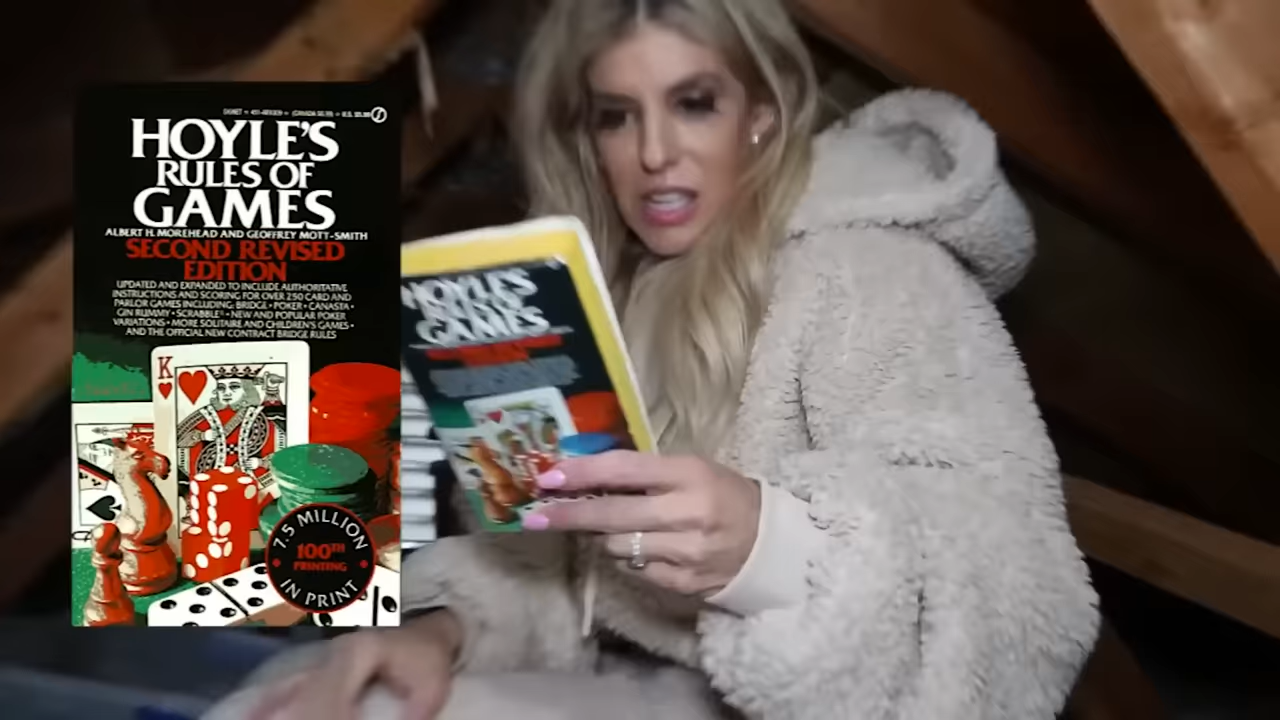 HOYLE'S
RULES OF
GAMES
ALBERT H. MOREHEAD AND GEOFFREY MOTT-SMITH
SECOND REVISED
EDITION
UPDATED AND EXPANDED TO INCLUDE AUTHORITATIVE
INSTRUCTIONS AND SCORING FOR OVER 250 CARD AND
PARLOR GAMES INCLUDING: BRIDGE • POKER • CANASTA •
GIN RUMMY • SCRABBLE® • NEW AND POPULAR POKER
VARIATIONS • MORE SOLITAIRE AND CHILDREN'S GAMES •
AND THE OFFICIAL NEW CONTRACT BRIDGE RULES
K
7.5 MILLION
100TH
PRINTING
IN PRINT
HOYLE'S
RULES OF
GAMES